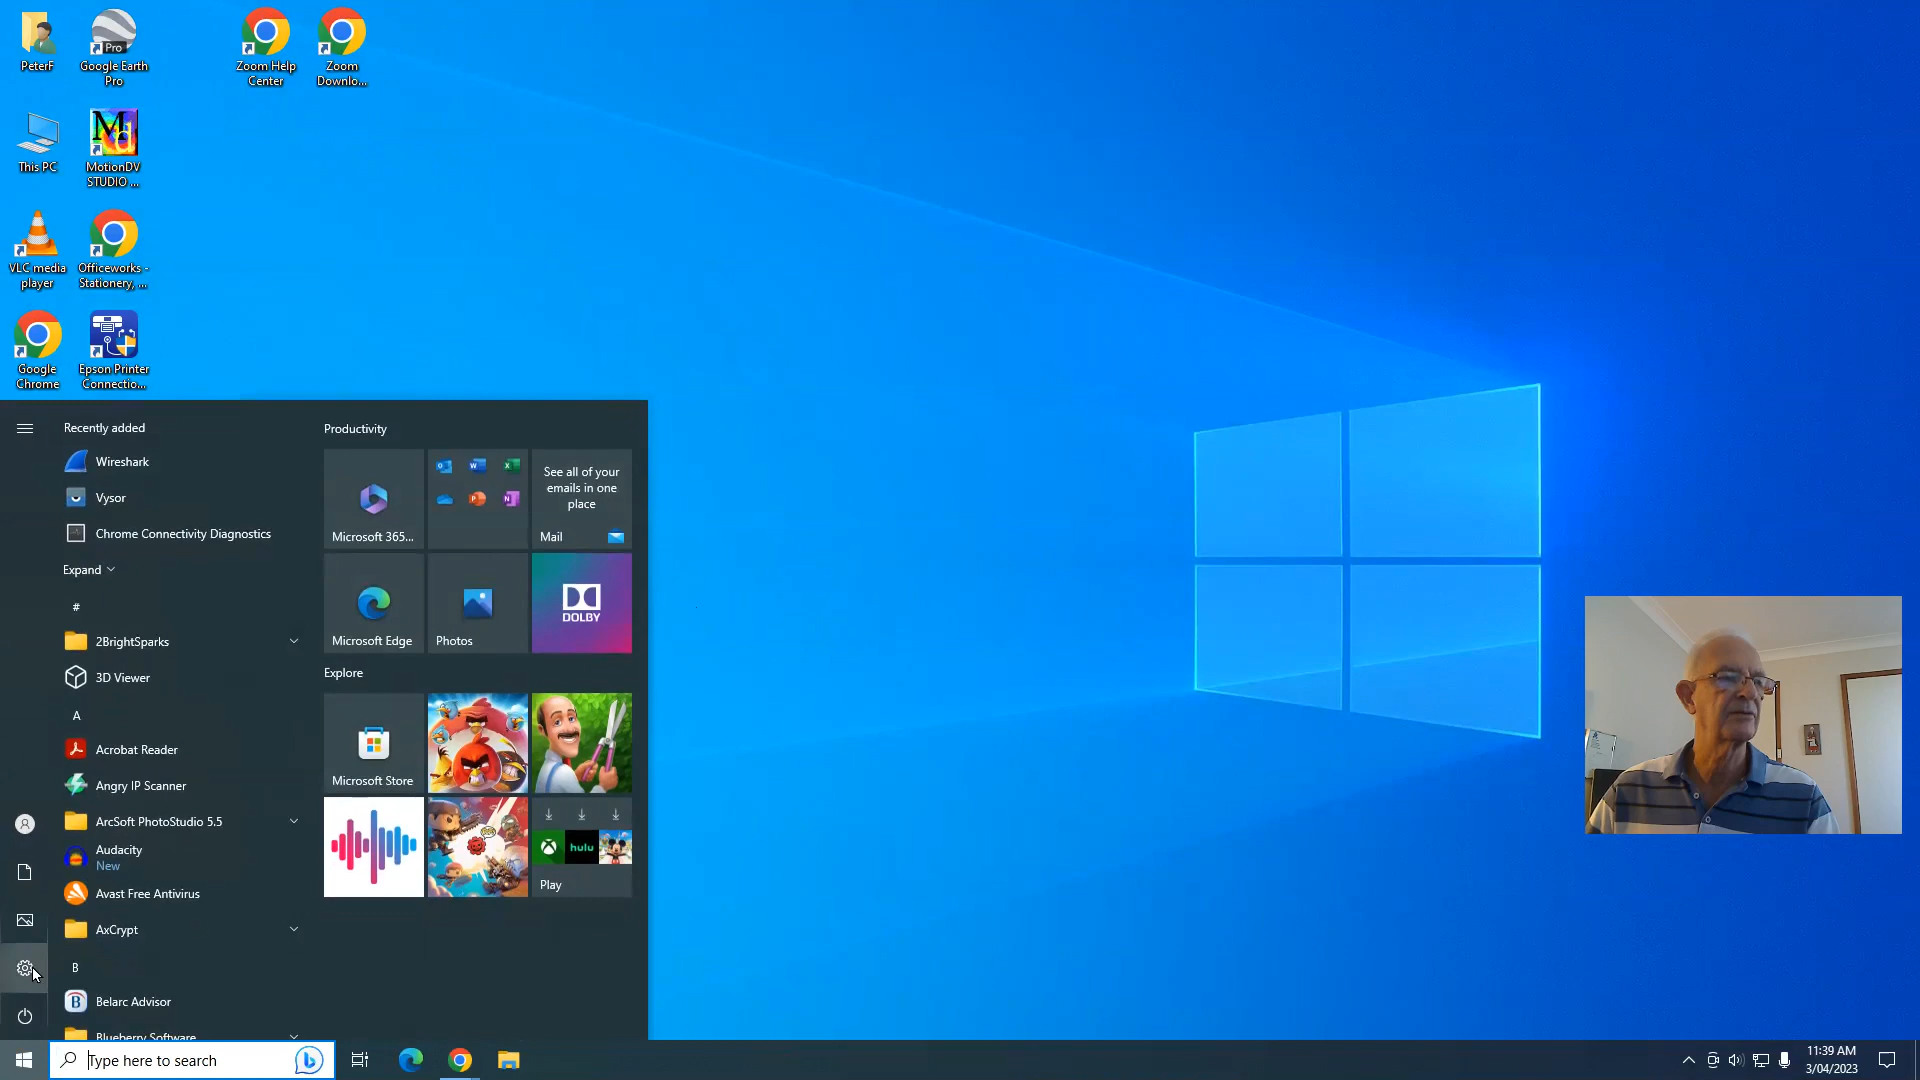 PeterF
Google Earth
Pro
Zoom Help
Center
Zoom
Downlo...
This PC
MotionDV
STUDIO ...
VLC media
player
Officeworks -
Stationery, ...
Google
Chrome
Epson Printer
Connectio...
Recently added
Wireshark
Vysor
Chrome Connectivity Diagnostics
Expand
#
2BrightSparks
3D Viewer
A
Acrobat Reader
Angry IP Scanner
ArcSoft PhotoStudio 5.5
Audacity
New
Avast Free Antivirus
AxCrypt
B
Belarc Advisor
Blueberry Software
Productivity
Microsoft 365...
See all of your
emails in one
place
Mail
Microsoft Edge
Photos
DOLBY
Explore
Microsoft Store
hulu
Play
Type here to search
11:39 AM
3/04/2023